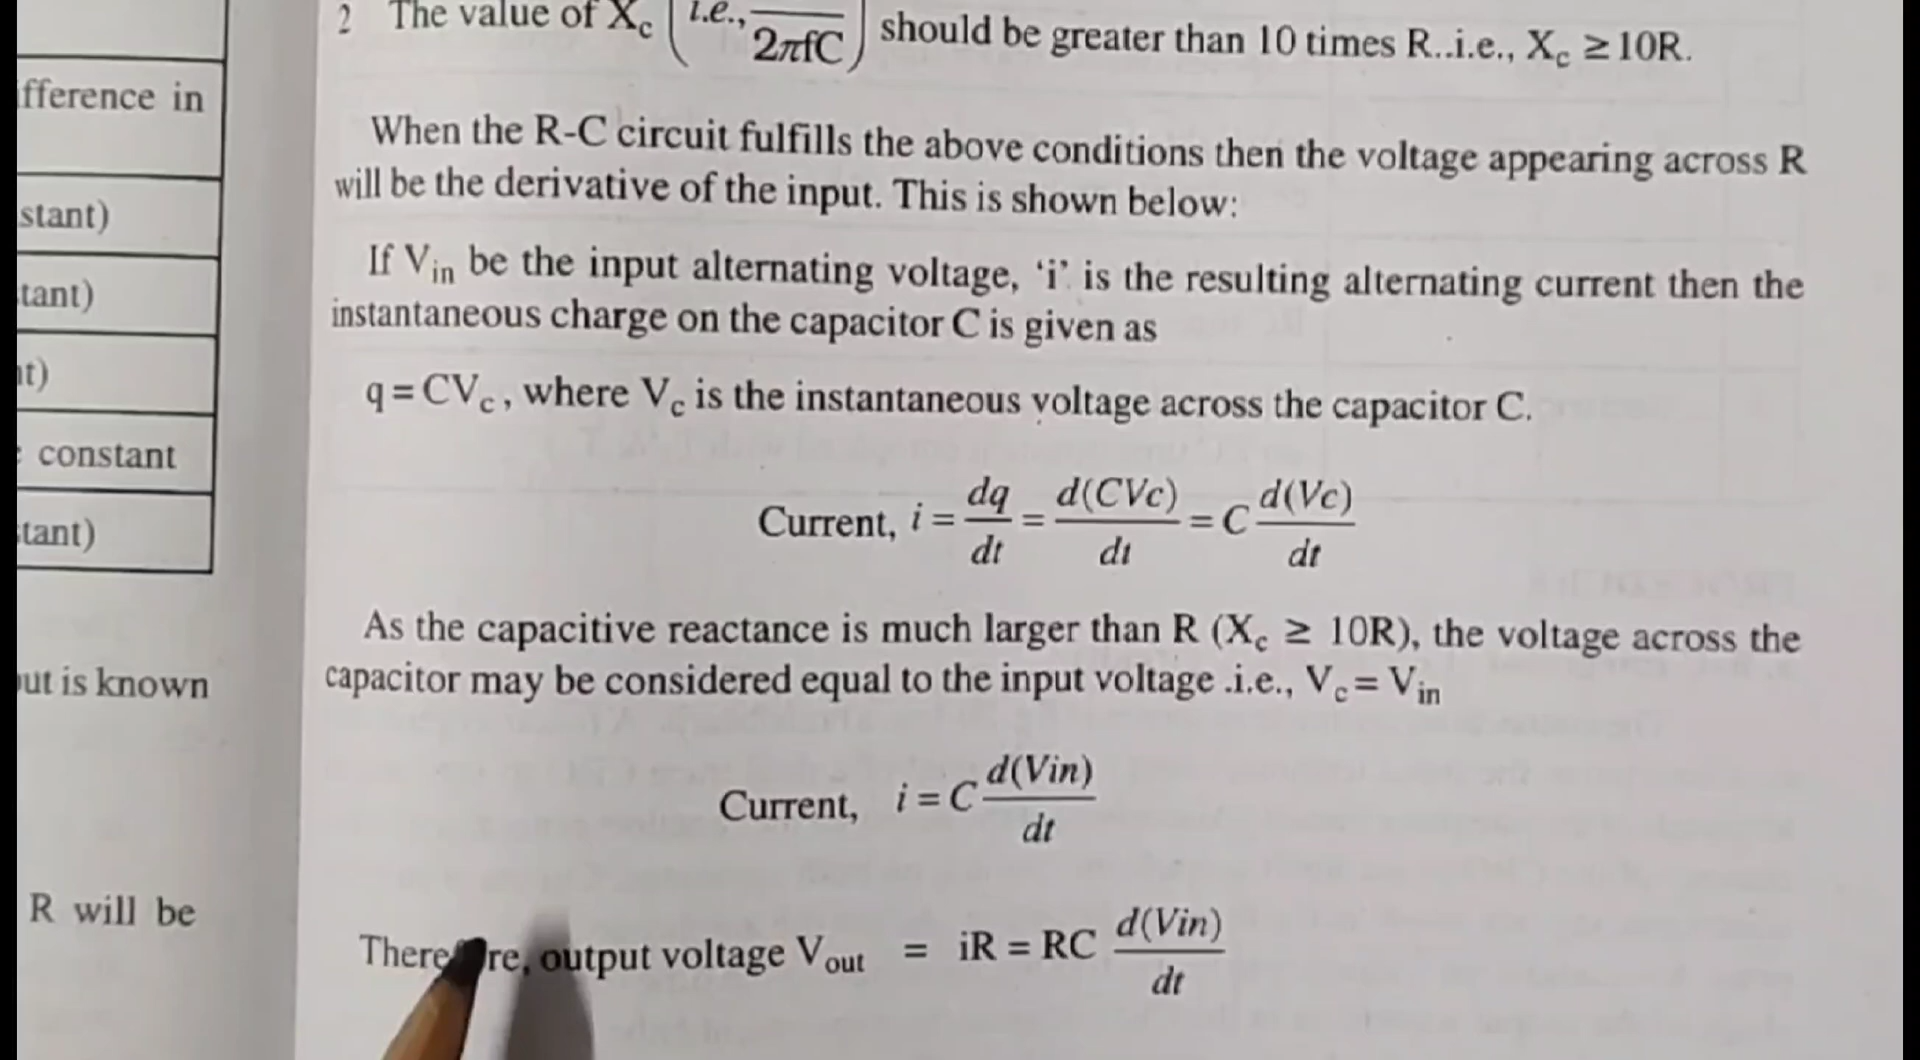 fference in
stant)
tant)
t)
constant
tant)
ut is known
R will be
2 The value of Xc (i.e., / 2πfC) should be greater than 10 times R..i.e., Xc ≥ 10R.
When the R-C circuit fulfills the above conditions then the voltage appearing across R
will be the derivative of the input. This is shown below:
If Vin be the input alternating voltage, 'i' is the resulting alternating current then the
instantaneous charge on the capacitor C is given as
q = CVc, where Vc is the instantaneous voltage across the capacitor C.
Current, i = dq/dt = d(CVc)/dt = C d(Vc)/dt
As the capacitive reactance is much larger than R (Xc ≥ 10R), the voltage across the
capacitor may be considered equal to the input voltage .i.e., Vc = Vin
Current, i = C d(Vin)/dt
output voltage Vout = iR = RC d(Vin)/dt